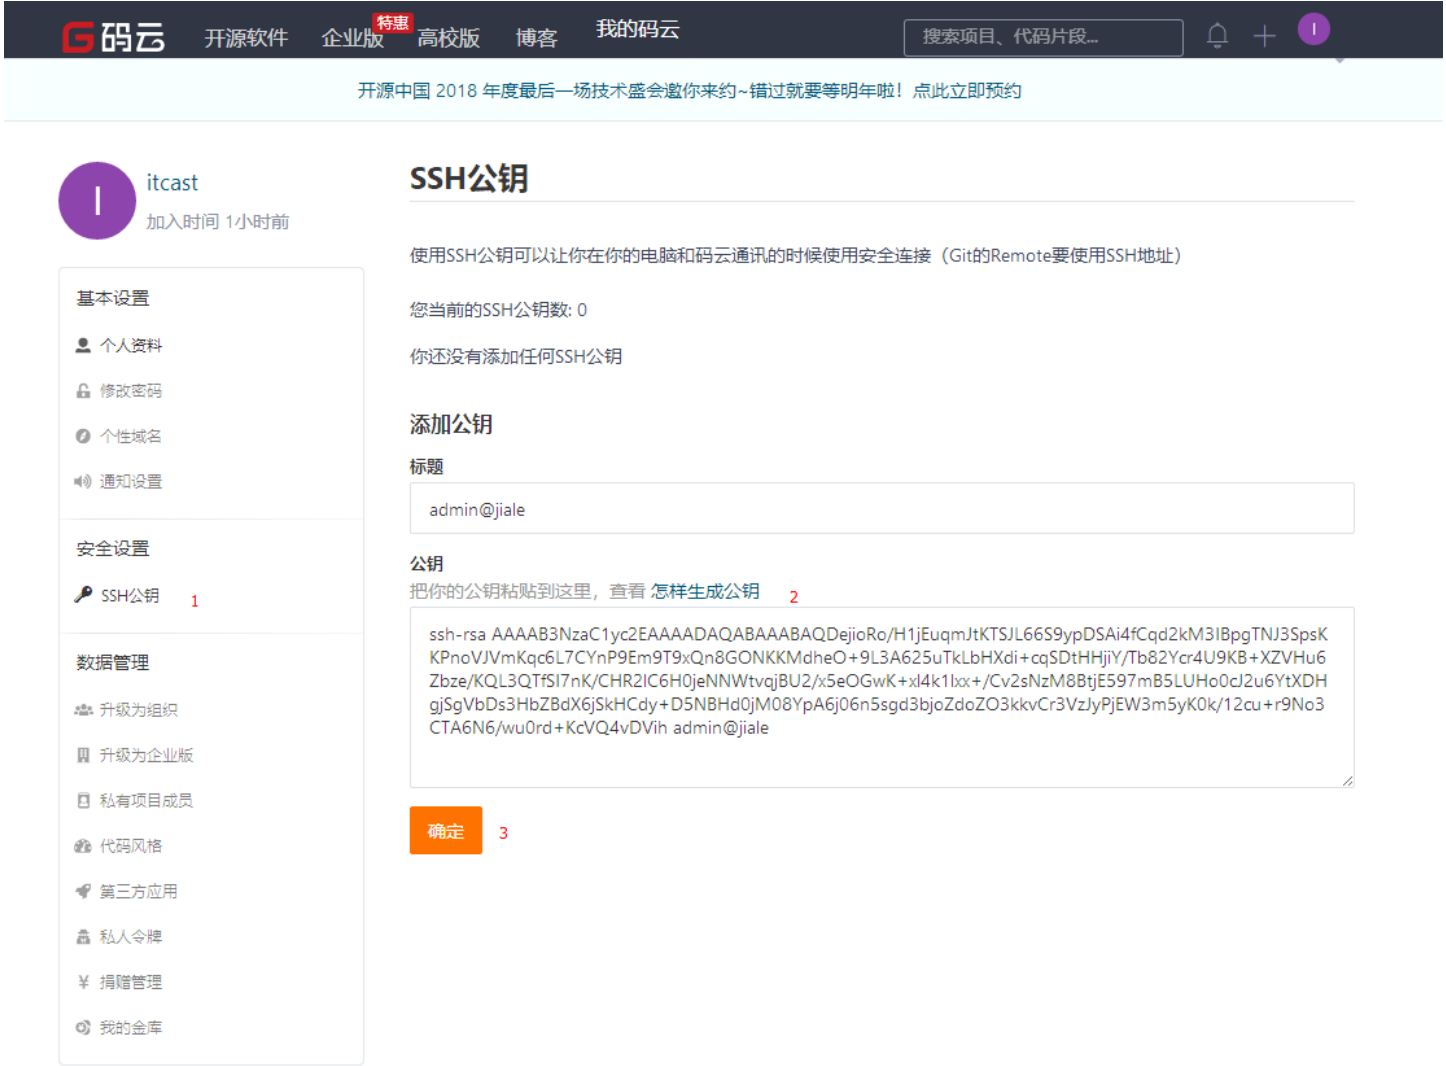 G码云 开源软件 企业版 特惠 高校版 博客 我的码云 搜索项目、代码片段... I
开源中国 2018 年度最后一场技术盛会邀你来约~错过就要等明年啦！点此立即预约
I
itcast
加入时间 1小时前
基本设置
个人资料
修改密码
个性域名
通知设置
安全设置
SSH公钥 1
数据管理
升级为组织
升级为企业版
私有项目成员
代码风格
第三方应用
私人令牌
¥ 捐赠管理
我的金库
SSH公钥
使用SSH公钥可以让你在你的电脑和码云通讯的时候使用安全连接（Git的Remote要使用SSH地址）
您当前的SSH公钥数: 0
你还没有添加任何SSH公钥
添加公钥
标题
admin@jiale
公钥
把你的公钥粘贴到这里，查看 怎样生成公钥 2
ssh-rsa AAAAB3NzaC1yc2EAAAADAQABAAABAQDejioRo/H1jEuqmJtKTSJL66S9ypDSAi4fCqd2kM3IBpgTNJ3SpsK
KPnoVJVmKqc6L7CYnP9Em9T9xQn8GONKKMdheO+9L3A625uTkLbHXdi+cqSDtHHjiY/Tb82Ycr4U9KB+XZVHu6
Zbze/KQL3QTfSI7nK/CHR2IC6H0jeNNWtvqjBU2/x5eOGwK+xl4k1lxx+/Cv2sNzM8BtjE597mB5LUHo0cJ2u6YtXDH
gjSgVbDs3HbZBdX6jSkHCdy+D5NBHd0jM08YpA6j06n5sgd3bjoZdoZO3kkvCr3VzJyPjEW3m5yK0k/12cu+r9No3
CTA6N6/wu0rd+KcVQ4vDVih admin@jiale
确定 3